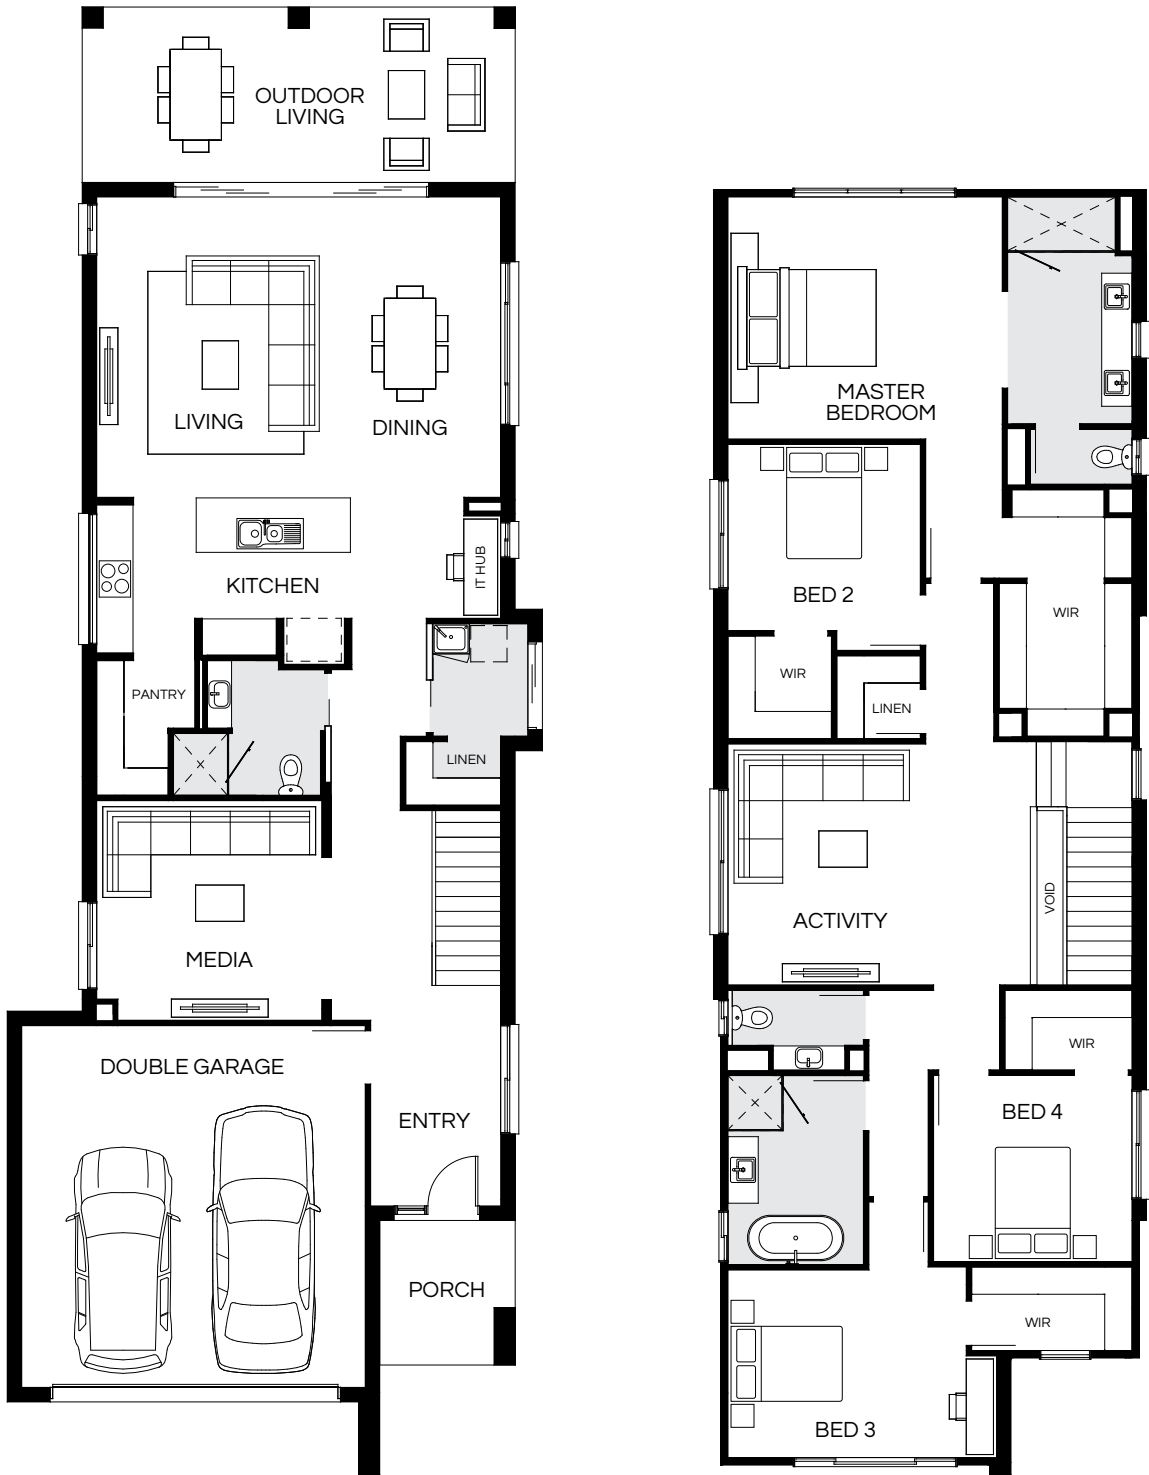 OUTDOOR
LIVING
LIVING
DINING
KITCHEN
IT HUB
PANTRY
LINEN
MEDIA
DOUBLE GARAGE
ENTRY
PORCH
MASTER
BEDROOM
BED 2
WIR
WIR
LINEN
ACTIVITY
VOID
WIR
BED 4
WIR
BED 3